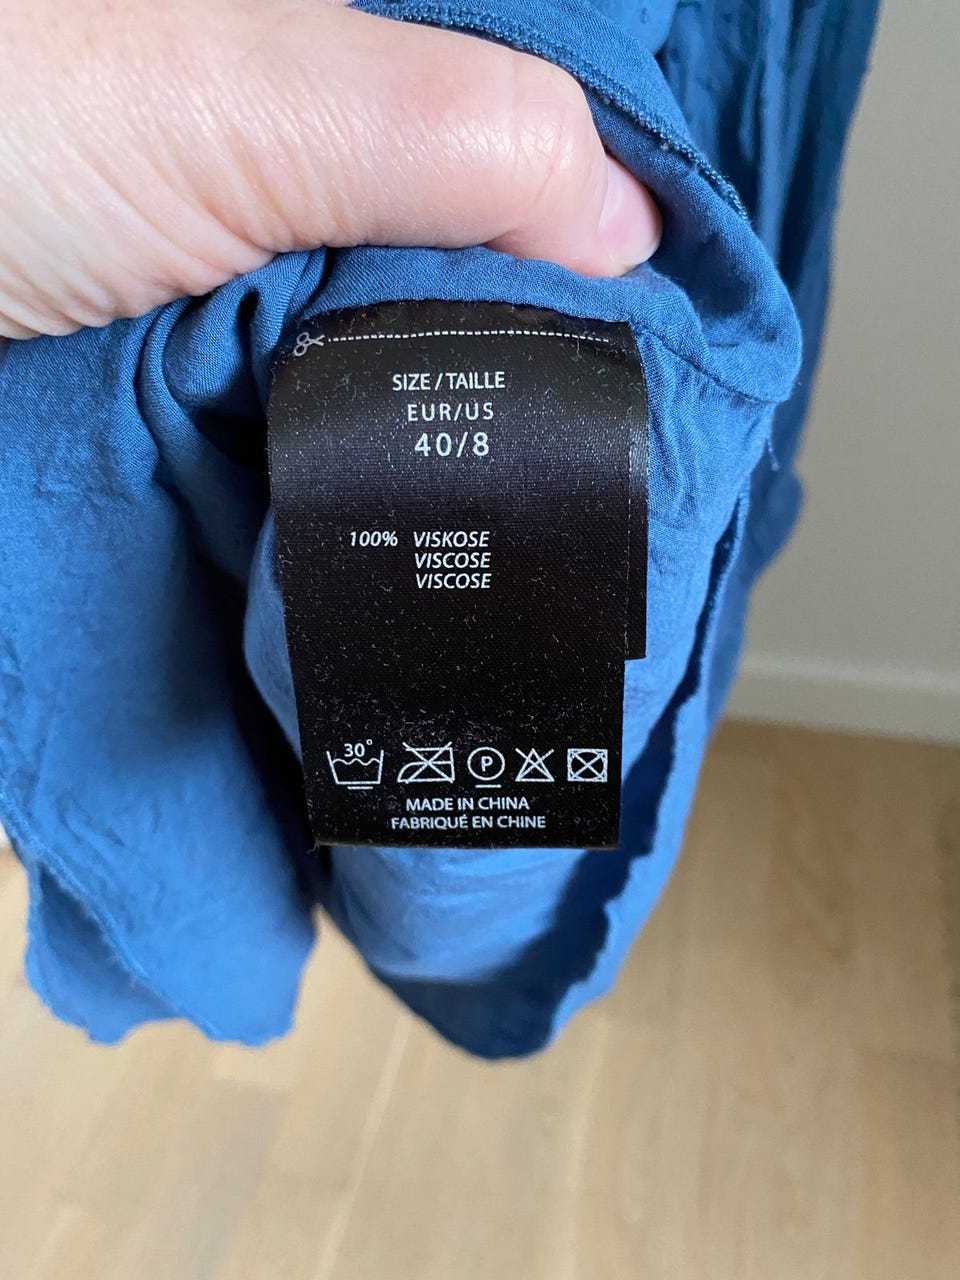 SIZE / TAILLE
EUR/US
40/8
100% VISKOSE
VISCOSE
VISCOSE
30°
P
MADE IN CHINA
FABRIQUÉ EN CHINE